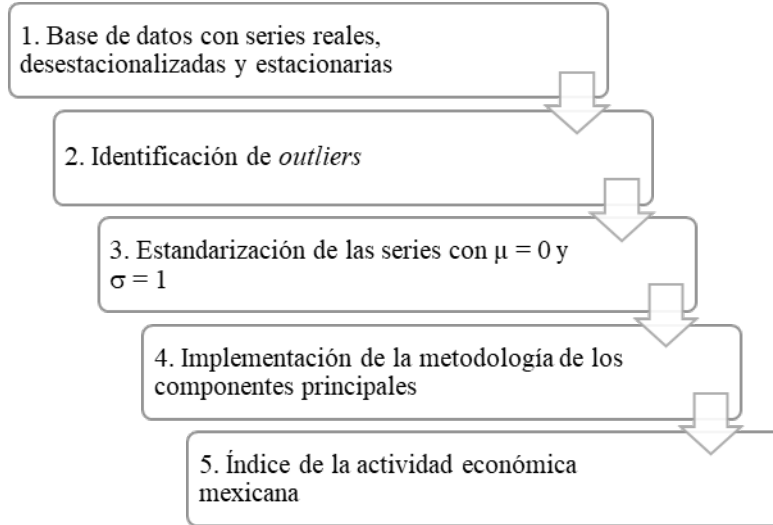 1. Base de datos con series reales,
desestacionalizadas y estacionarias
2. Identificación de outliers
3. Estandarización de las series con μ = 0 y
σ = 1
4. Implementación de la metodología de los
componentes principales
5. Índice de la actividad económica
mexicana